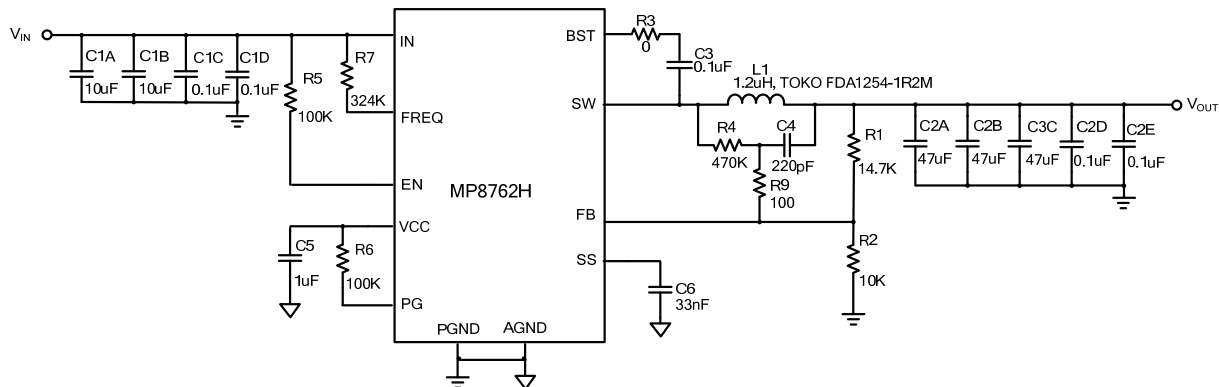 VIN
C1A
10uF
C1B
10uF
C1C
0.1uF
C1D
0.1uF
R5
100K
R7
324K
IN
FREQ
EN
VCC
PG
MP8762H
PGND
AGND
BST
SW
FB
SS
C5
1uF
R6
100K
R3
0
C3
0.1uF
L1
1.2uH, TOKO FDA1254-1R2M
R4
470K
C4
220pF
R9
100
R1
14.7K
R2
10K
C6
33nF
C2A
47uF
C2B
47uF
C3C
47uF
C2D
0.1uF
C2E
0.1uF
VOUT